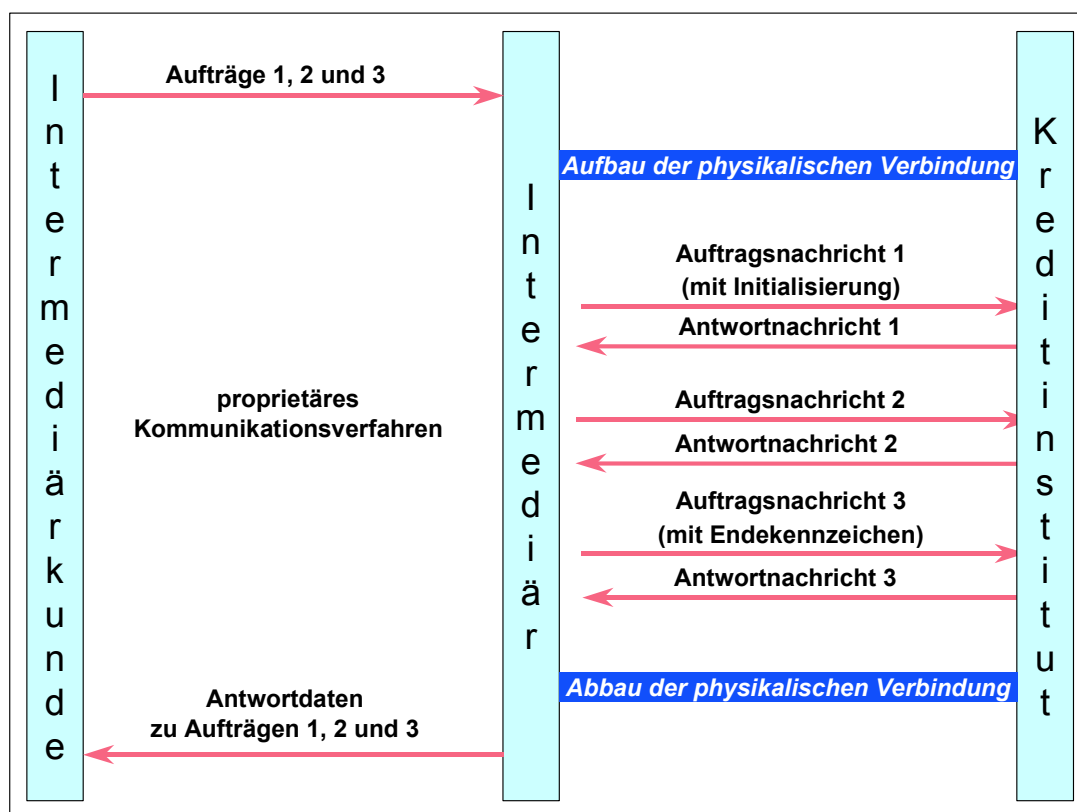 Intermediärkunde
Aufträge 1, 2 und 3
proprietäres
Kommunikationsverfahren
Antwortdaten
zu Aufträgen 1, 2 und 3
Intermediär
Aufbau der physikalischen Verbindung
Auftragsnachricht 1
(mit Initialisierung)
Antwortnachricht 1
Auftragsnachricht 2
Antwortnachricht 2
Auftragsnachricht 3
(mit Endekennzeichen)
Antwortnachricht 3
Abbau der physikalischen Verbindung
Kreditinstitut